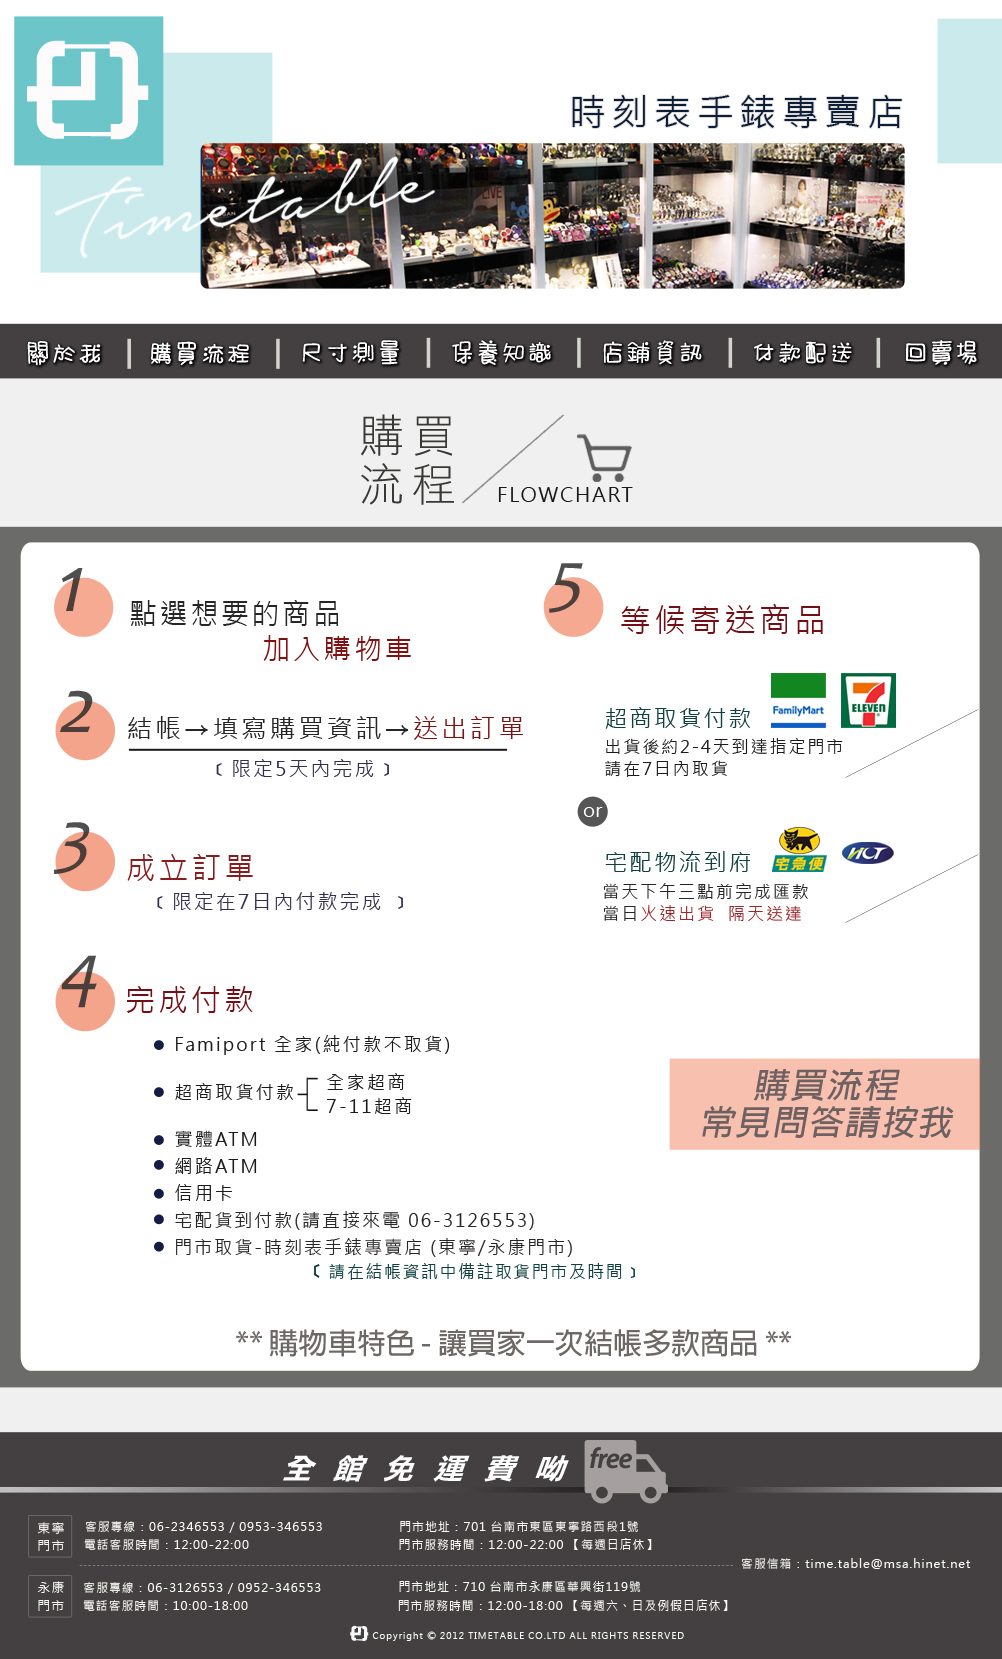 時刻表手錶專賣店
Timetable
關於我 | 購買流程 | 尺寸測量 | 保養知識 | 店鋪資訊 | 付款配送 | 回賣場
購買
流程
FLOWCHART
1
點選想要的商品
加入購物車
2
結帳→填寫購買資訊→送出訂單
﹝限定5天內完成﹞
3
成立訂單
﹝限定在7日內付款完成 ﹞
4
完成付款
● Famiport 全家(純付款不取貨)
● 超商取貨付款
全家超商
7-11超商
● 實體ATM
● 網路ATM
● 信用卡
● 宅配貨到付款(請直接來電 06-3126553)
● 門市取貨-時刻表手錶專賣店 (東寧/永康門市)
﹝請在結帳資訊中備註取貨門市及時間﹞
5
等候寄送商品
超商取貨付款
FamilyMart
7 ELEVEN
出貨後約2-4天到達指定門市
請在7日內取貨
or
宅配物流到府
宅急便
HCT
當天下午三點前完成匯款
當日火速出貨 隔天送達
購買流程
常見問答請按我
** 購物車特色 - 讓買家一次結帳多款商品 **
全館免運費呦
free
東寧
門市
客服專線 : 06-2346553 / 0953-346553
電話客服時間 : 12:00-22:00
門市地址 : 701 台南市東區東寧路西段1號
門市服務時間 : 12:00-22:00 【每週日店休】
客服信箱 : time.table@msa.hinet.net
永康
門市
客服專線 : 06-3126553 / 0952-346553
電話客服時間 : 10:00-18:00
門市地址 : 710 台南市永康區華興街119號
門市服務時間 : 12:00-18:00 【每週六、日及例假日店休】
Copyright © 2012 TIMETABLE CO.LTD ALL RIGHTS RESERVED